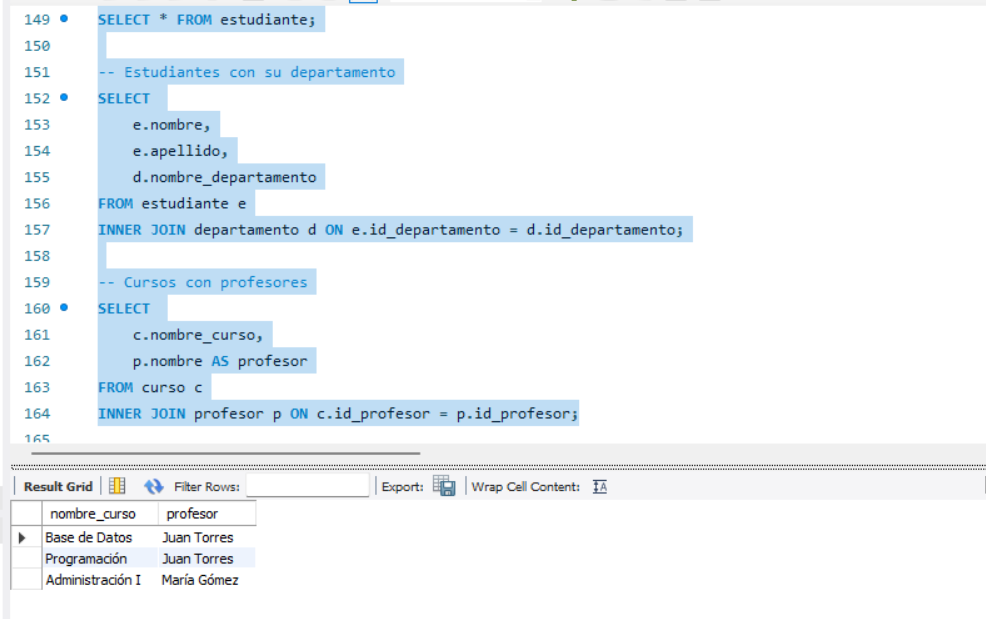 149 SELECT * FROM estudiante;
150
151 -- Estudiantes con su departamento
152 SELECT
153 e.nombre,
154 e.apellido,
155 d.nombre_departamento
156 FROM estudiante e
157 INNER JOIN departamento d ON e.id_departamento = d.id_departamento;
158
159 -- Cursos con profesores
160 SELECT
161 c.nombre_curso,
162 p.nombre AS profesor
163 FROM curso c
164 INNER JOIN profesor p ON c.id_profesor = p.id_profesor;
165
Result Grid Filter Rows: Export: Wrap Cell Content:
nombre_curso profesor
Base de Datos Juan Torres
Programación Juan Torres
Administración I María Gómez